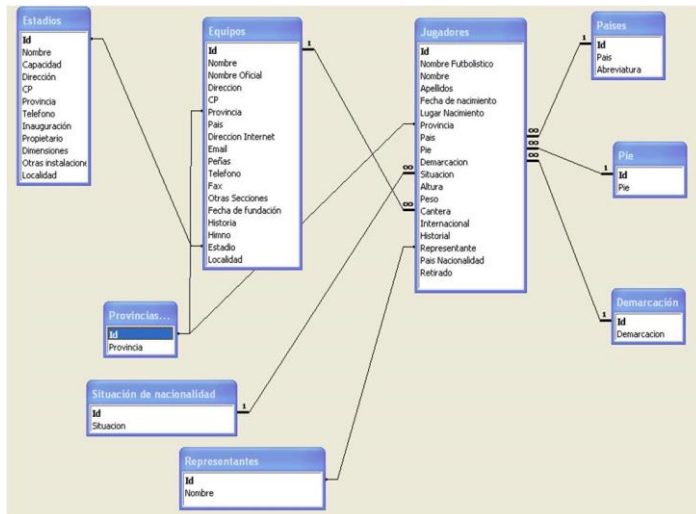 Estadios
Id
Nombre
Capacidad
Dirección
CP
Provincia
Telefono
Inauguración
Propietario
Dimensiones
Otras instalacione
Localidad
Equipos
Id
Nombre
Nombre Oficial
Direccion
CP
Provincia
Pais
Direccion Internet
Email
Peñas
Telefono
Fax
Otras Secciones
Fecha de fundación
Historia
Himno
Estadio
Localidad
1
Jugadores
Id
Nombre Futbolistico
Nombre
Apellidos
Fecha de nacimiento
Lugar Nacimiento
Provincia
Pais
Pie
Demarcacion
Situacion
Altura
Peso
Cantera
Internacional
Historial
Representante
Pais Nacionalidad
Retirado
∞
∞
∞
∞
∞
Paises
1
Id
Pais
Abreviatura
Pie
1
Id
Pie
Demarcación
1
Id
Demarcacion
Provincias...
Id
Provincia
Situación de nacionalidad
Id
Situacion
1
Representantes
Id
Nombre